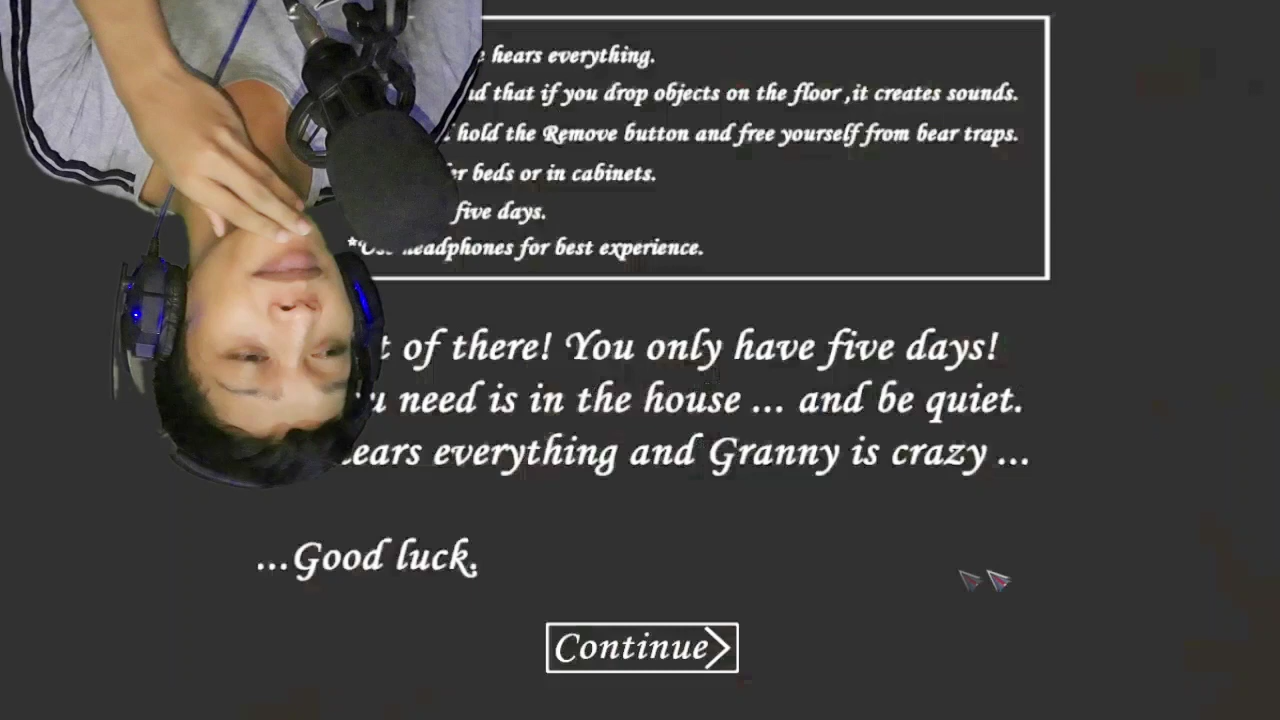 hears everything.
that if you drop objects on the floor ,it creates sounds.
hold the Remove button and free yourself from bear traps.
beds or in cabinets.
five days.
headphones for best experience.
of there! You only have five days!
need is in the house ... and be quiet.
everything and Granny is crazy ...
...Good luck.
Continue>